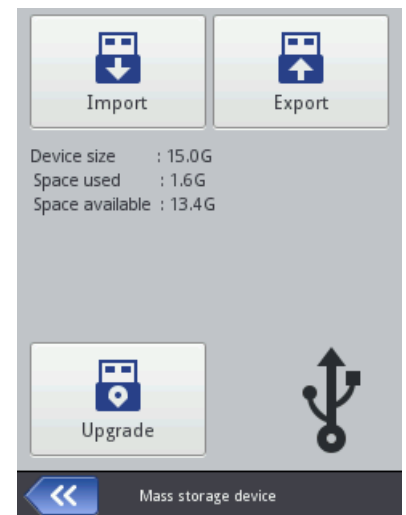 Import
Export
Device size : 15.0G
Space used : 1.6G
Space available : 13.4G
Upgrade
Mass storage device